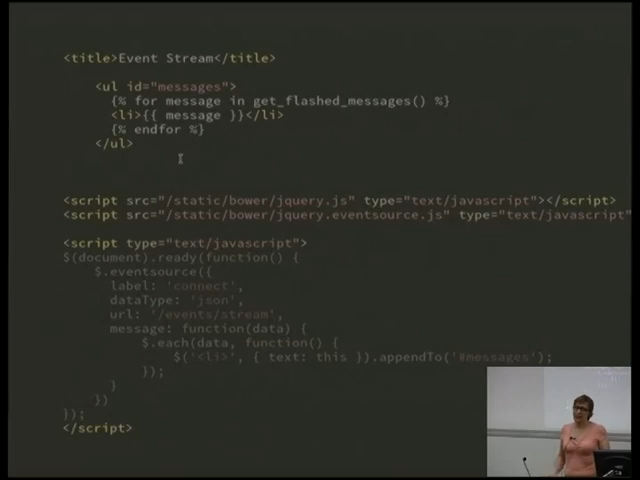 <title>Event Stream</title>
<ul id="messages">
{% for message in get_flashed_messages() %}
<li>{{ message }}</li>
{% endfor %}
</ul>
<script src="/static/bower/jquery.js" type="text/javascript"></script>
<script src="/static/bower/jquery.eventsource.js" type="text/javascript"
<script type="text/javascript">
$(document).ready(function() {
$.eventsource({
label: 'connect',
dataType: 'json',
url: '/events/stream',
message: function(data) {
$.each(data, function() {
$('<li>', { text: this }).appendTo('#messages');
});
}
})
});
</script>